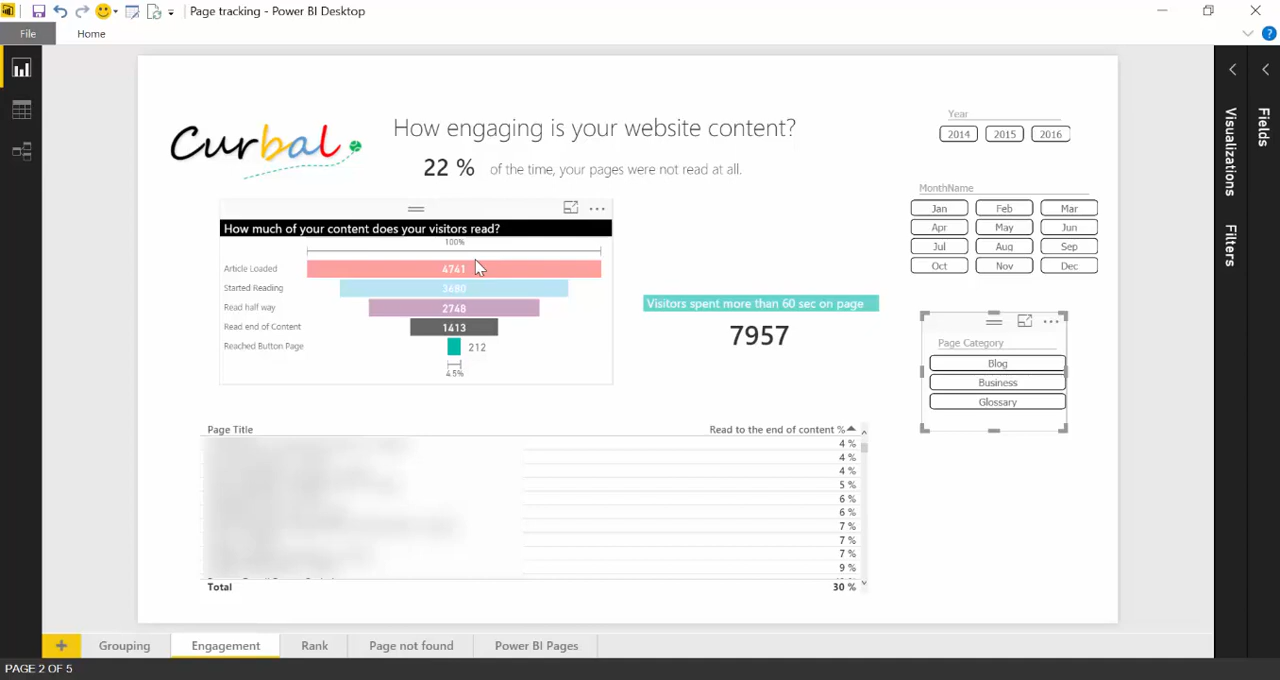 Page tracking - Power BI Desktop
File
Home
?
Curbal
How engaging is your website content?
22 % of the time, your pages were not read at all.
Year
2014 2015 2016
MonthName
Jan Feb Mar
Apr May Jun
Jul Aug Sep
Oct Nov Dec
How much of your content does your visitors read?
100%
Article Loaded 4741
Started Reading 3680
Read half way 2748
Read end of Content 1413
Reached Button Page 212
4.5%
Visitors spent more than 60 sec on page
7957
Page Category
Blog
Business
Glossary
Page Title Read to the end of content %
4 %
4 %
4 %
5 %
6 %
6 %
7 %
7 %
7 %
9 %
Total 30 %
Visualizations
Filters
Fields
Grouping Engagement Rank Page not found Power BI Pages
PAGE 2 OF 5